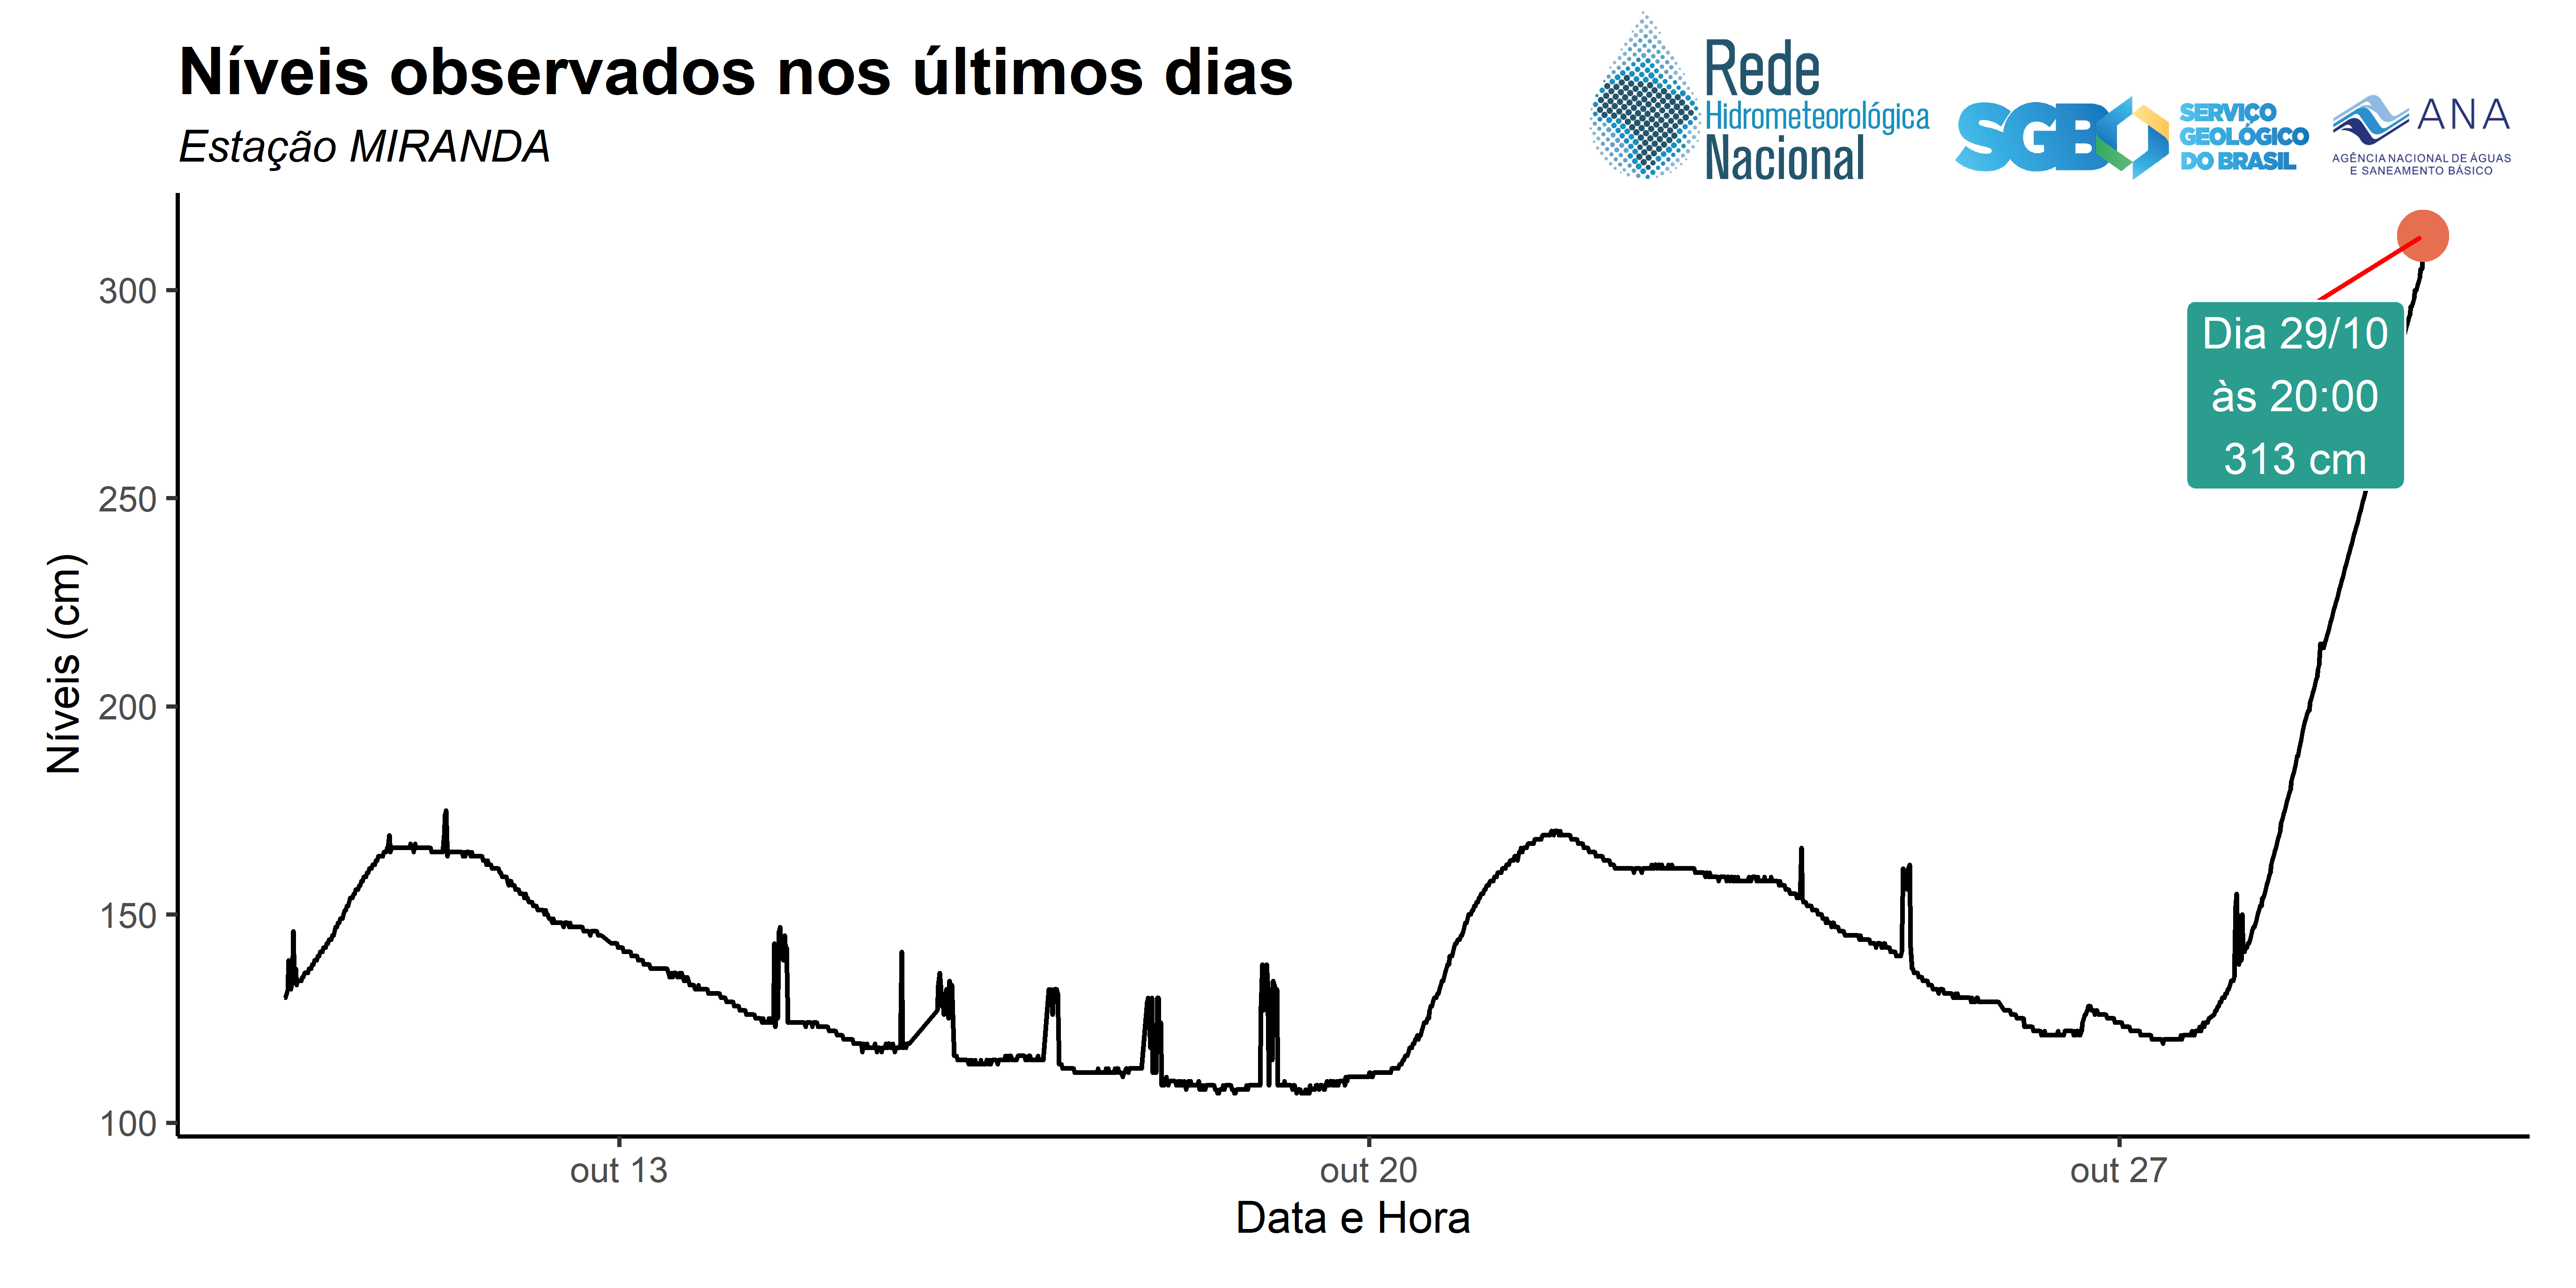 Níveis observados nos últimos dias
Estação MIRANDA
Rede
Hidrometeorológica
Nacional
SGB
SERVIÇO
GEOLÓGICO
DO BRASIL
ANA
AGÊNCIA NACIONAL DE ÁGUAS
E SANEAMENTO BÁSICO
Níveis (cm)
300
250
200
150
100
Dia 29/10
às 20:00
313 cm
out 13
out 20
out 27
Data e Hora